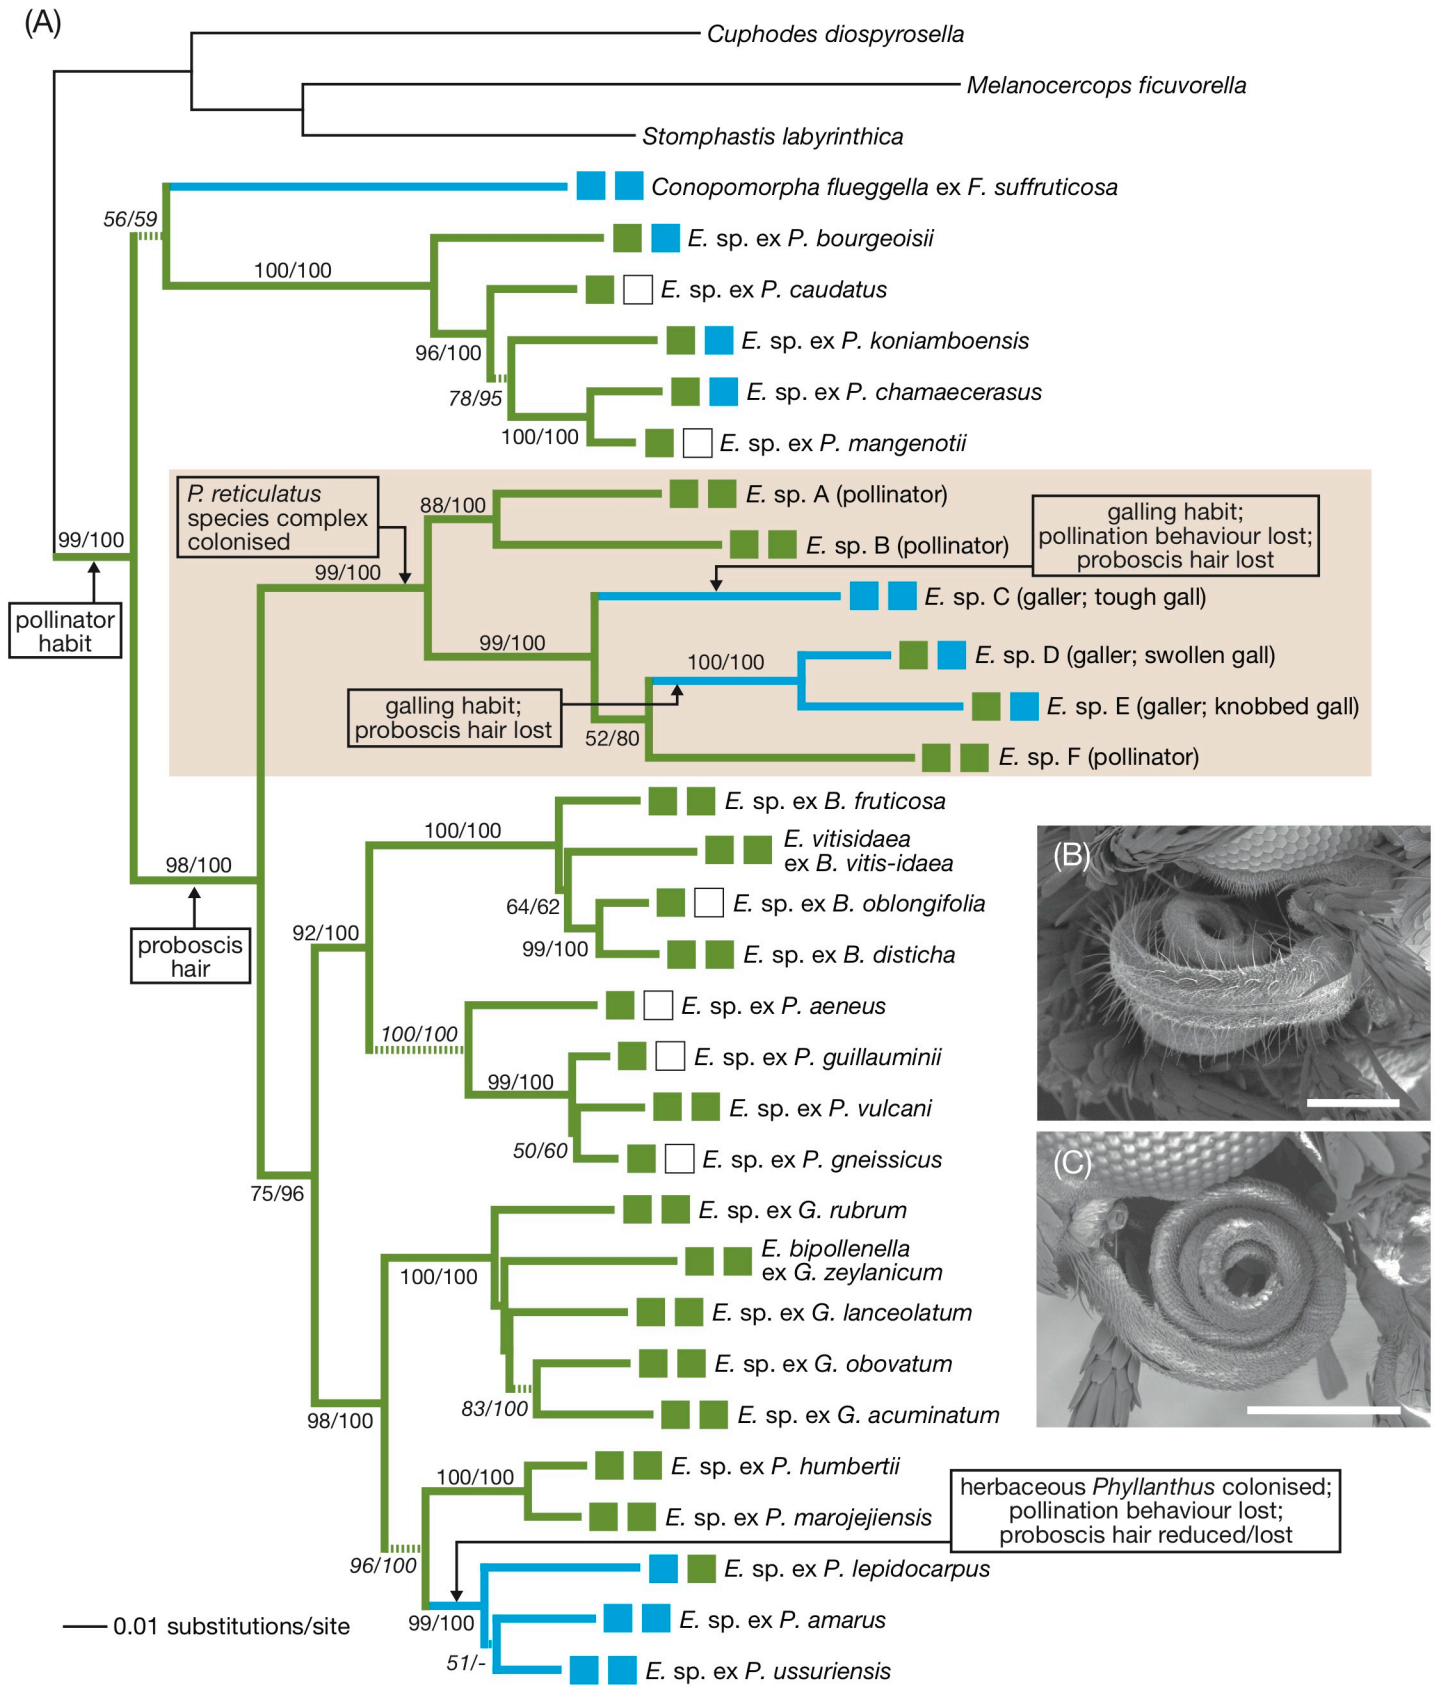 (A)
Cuphodes diospyrosella
Melanocercops ficuvorella
Stomphastis labyrinthica
Conopomorpha flueggella ex F. suffruticosa
56/59
E. sp. ex P. bourgeoisii
100/100
E. sp. ex P. caudatus
E. sp. ex P. koniamboensis
96/100
78/95
E. sp. ex P. chamaecerasus
100/100
E. sp. ex P. mangenotii
P. reticulatus
species complex
colonised
88/100
E. sp. A (pollinator)
galling habit;
pollination behaviour lost;
proboscis hair lost
E. sp. B (pollinator)
99/100
99/100
E. sp. C (galler; tough gall)
pollinator
habit
99/100
100/100
E. sp. D (galler; swollen gall)
galling habit;
proboscis hair lost
E. sp. E (galler; knobbed gall)
52/80
E. sp. F (pollinator)
E. sp. ex B. fruticosa
100/100
E. vitisidaea
ex B. vitis-idaea
98/100
64/62
E. sp. ex B. oblongifolia
proboscis
hair
92/100
99/100
E. sp. ex B. disticha
E. sp. ex P. aeneus
100/100
E. sp. ex P. guillauminii
99/100
E. sp. ex P. vulcani
50/60
E. sp. ex P. gneissicus
75/96
E. sp. ex G. rubrum
E. bipollenella
ex G. zeylanicum
100/100
E. sp. ex G. lanceolatum
E. sp. ex G. obovatum
83/100
E. sp. ex G. acuminatum
98/100
E. sp. ex P. humbertii
100/100
E. sp. ex P. marojejiensis
herbaceous Phyllanthus colonised;
pollination behaviour lost;
proboscis hair reduced/lost
96/100
E. sp. ex P. lepidocarpus
99/100
E. sp. ex P. amarus
51/-
E. sp. ex P. ussuriensis
0.01 substitutions/site
(B)
(C)